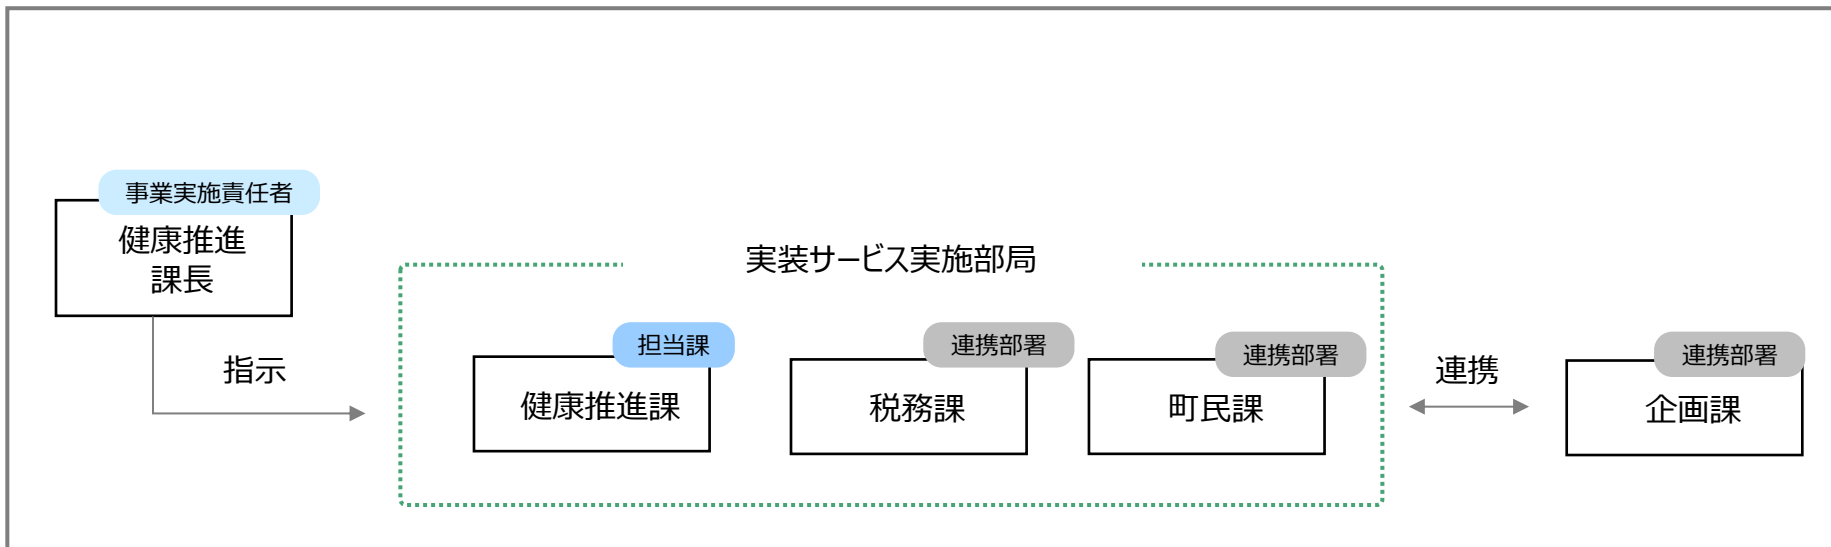 事業実施責任者
健康推進
課長
指示
実装サービス実施部局
担当課
健康推進課
連携部署
税務課
連携部署
町民課
連携
連携部署
企画課